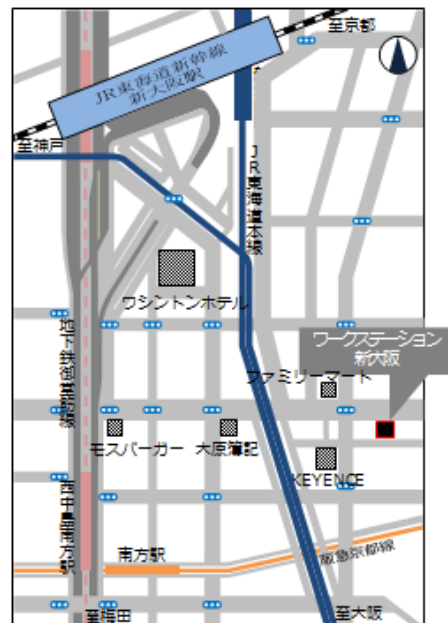 至京都
JR東海道新幹線
新大阪駅
至神戸
JR東海道本線
ワシントンホテル
地下鉄御堂筋線
ワークステーション
新大阪
ファミリーマート
モスバーガー
大原簿記
KEYENCE
西中島南方駅
南方駅
阪急京都線
至梅田
至大阪